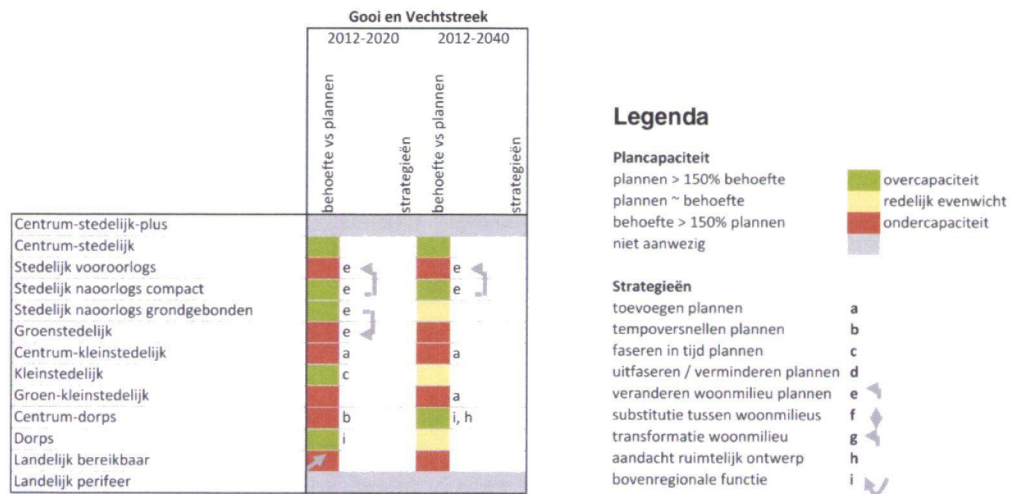 Gooi en Vechtstreek
2012-2020 2012-2040
behoefte vs plannen
strategieën
behoefte vs plannen
strategieën
Centrum-stedelijk-plus
Centrum-stedelijk
Stedelijk vooroorlogs e e
Stedelijk naoorlogs compact e e
Stedelijk naoorlogs grondgebonden e
Groenstedelijk e
Centrum-kleinstedelijk a a
Kleinstedelijk c
Groen-kleinstedelijk a
Centrum-dorps b i, h
Dorps i
Landelijk bereikbaar
Landelijk perifeer
Legenda
Plancapaciteit
plannen > 150% behoefte overcapaciteit
plannen ~ behoefte redelijk evenwicht
behoefte > 150% plannen ondercapaciteit
niet aanwezig
Strategieën
toevoegen plannen a
tempoversnellen plannen b
faseren in tijd plannen c
uitfaseren / verminderen plannen d
veranderen woonmilieu plannen e
substitutie tussen woonmilieus f
transformatie woonmilieu g
aandacht ruimtelijk ontwerp h
bovenregionale functie i